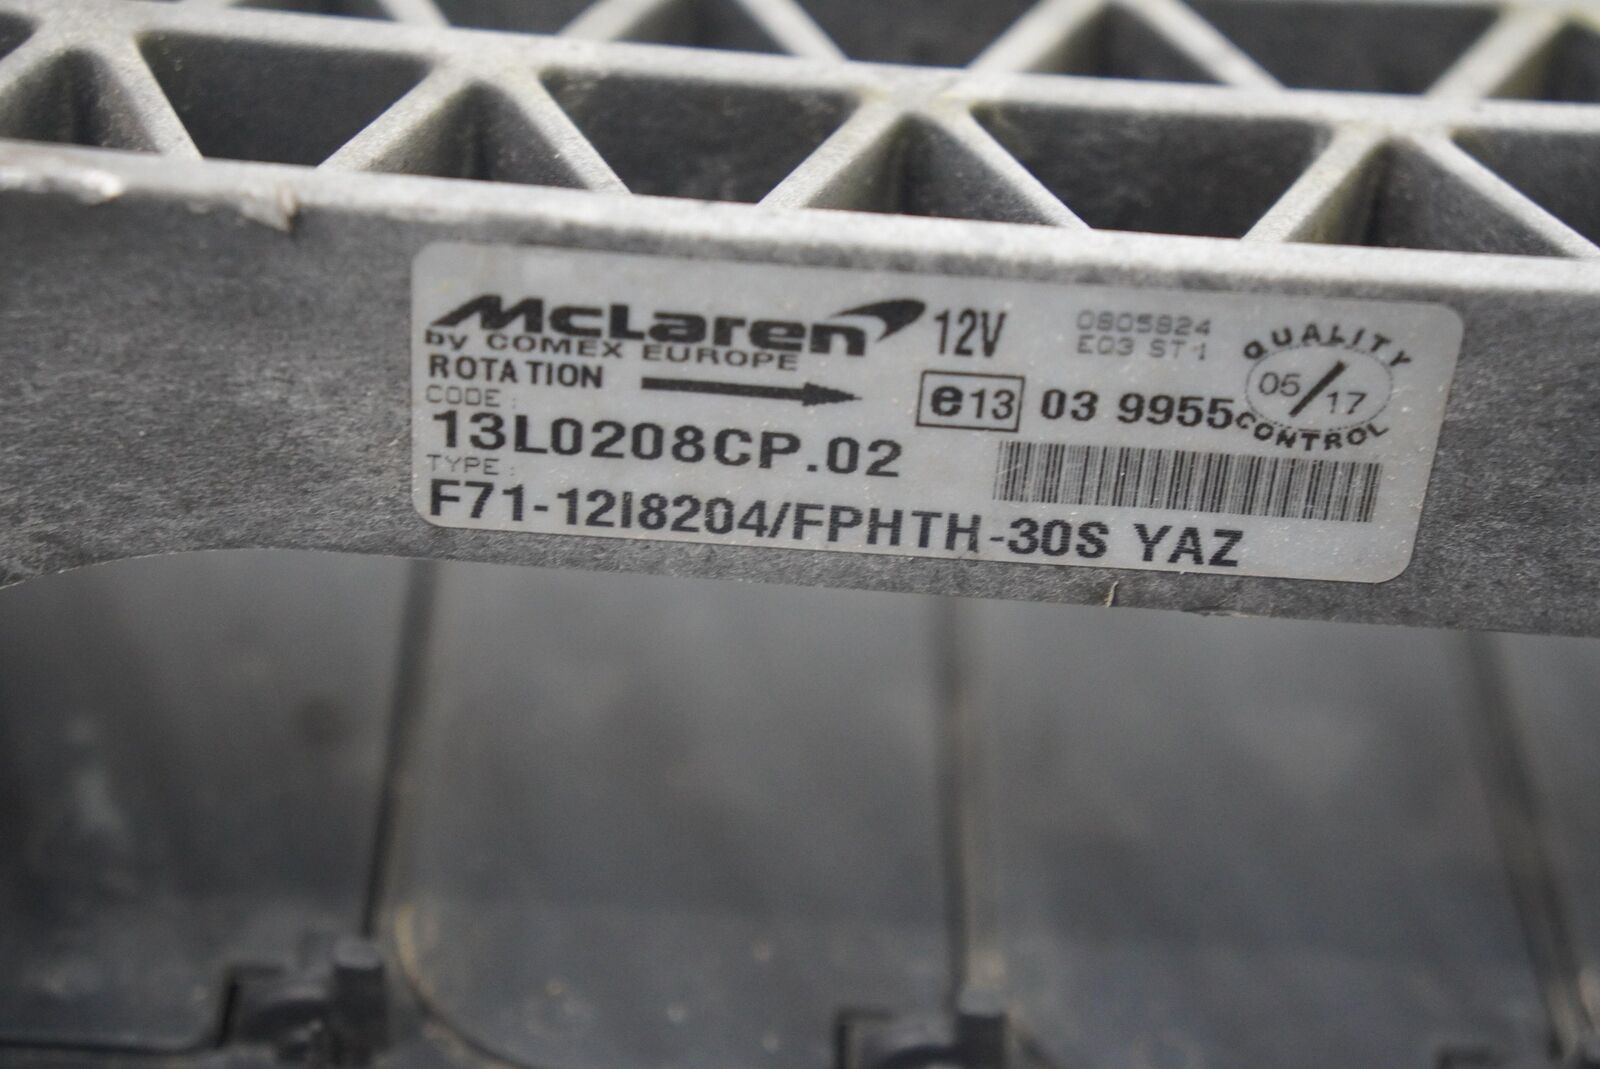 McLaren
by COMEX EUROPE
12V
0805824
E03 ST 1
QUALITY
05/17
CONTROL
ROTATION
e13 03 9955
CODE:
13L0208CP.02
TYPE:
F71-12I8204/FPHTH-30S YAZ